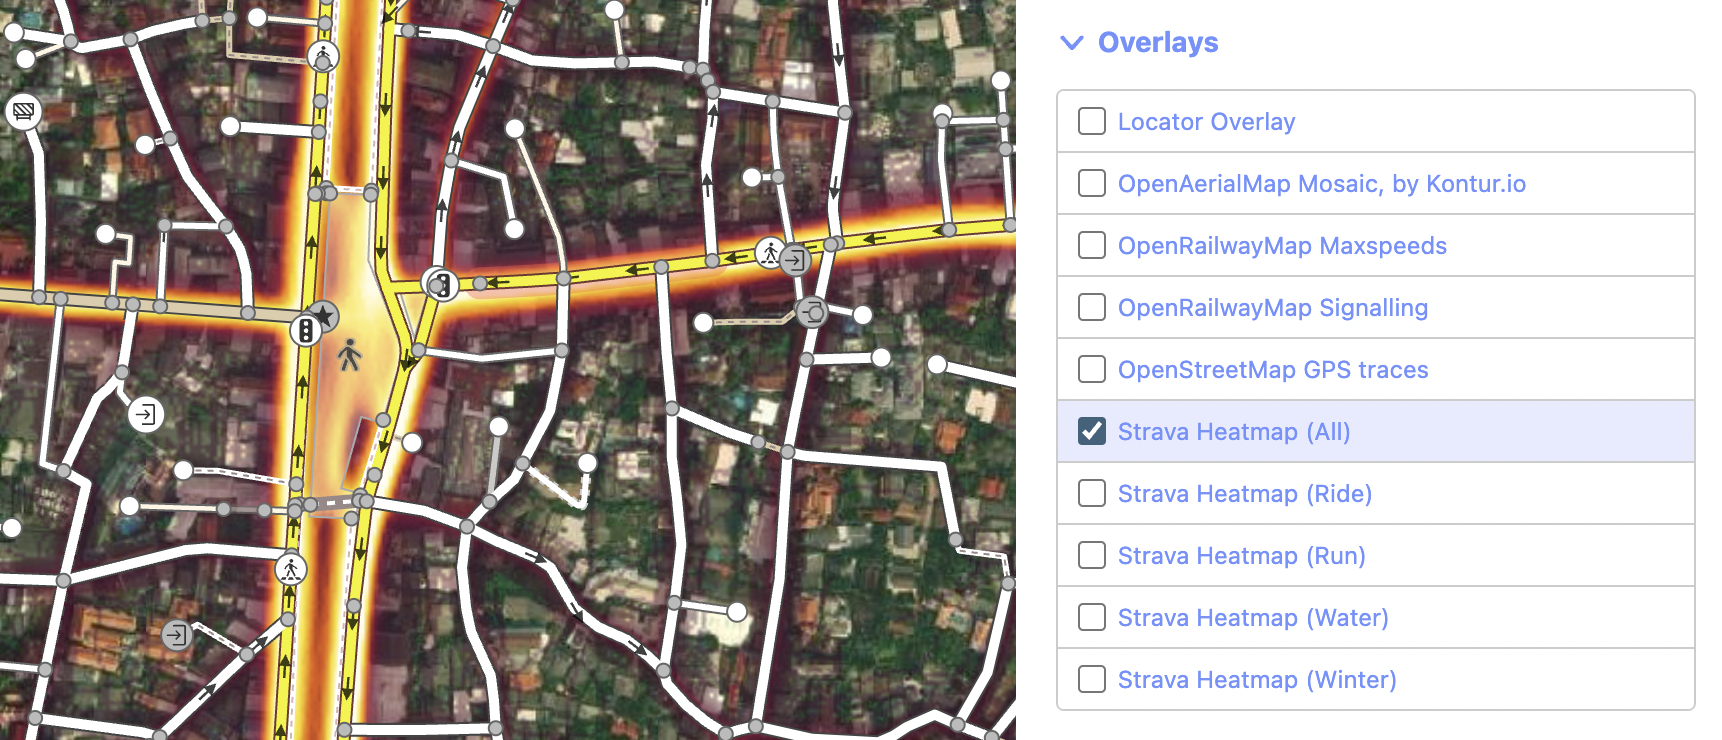 Overlays
Locator Overlay
OpenAerialMap Mosaic, by Kontur.io
OpenRailwayMap Maxspeeds
OpenRailwayMap Signalling
OpenStreetMap GPS traces
Strava Heatmap (All)
Strava Heatmap (Ride)
Strava Heatmap (Run)
Strava Heatmap (Water)
Strava Heatmap (Winter)